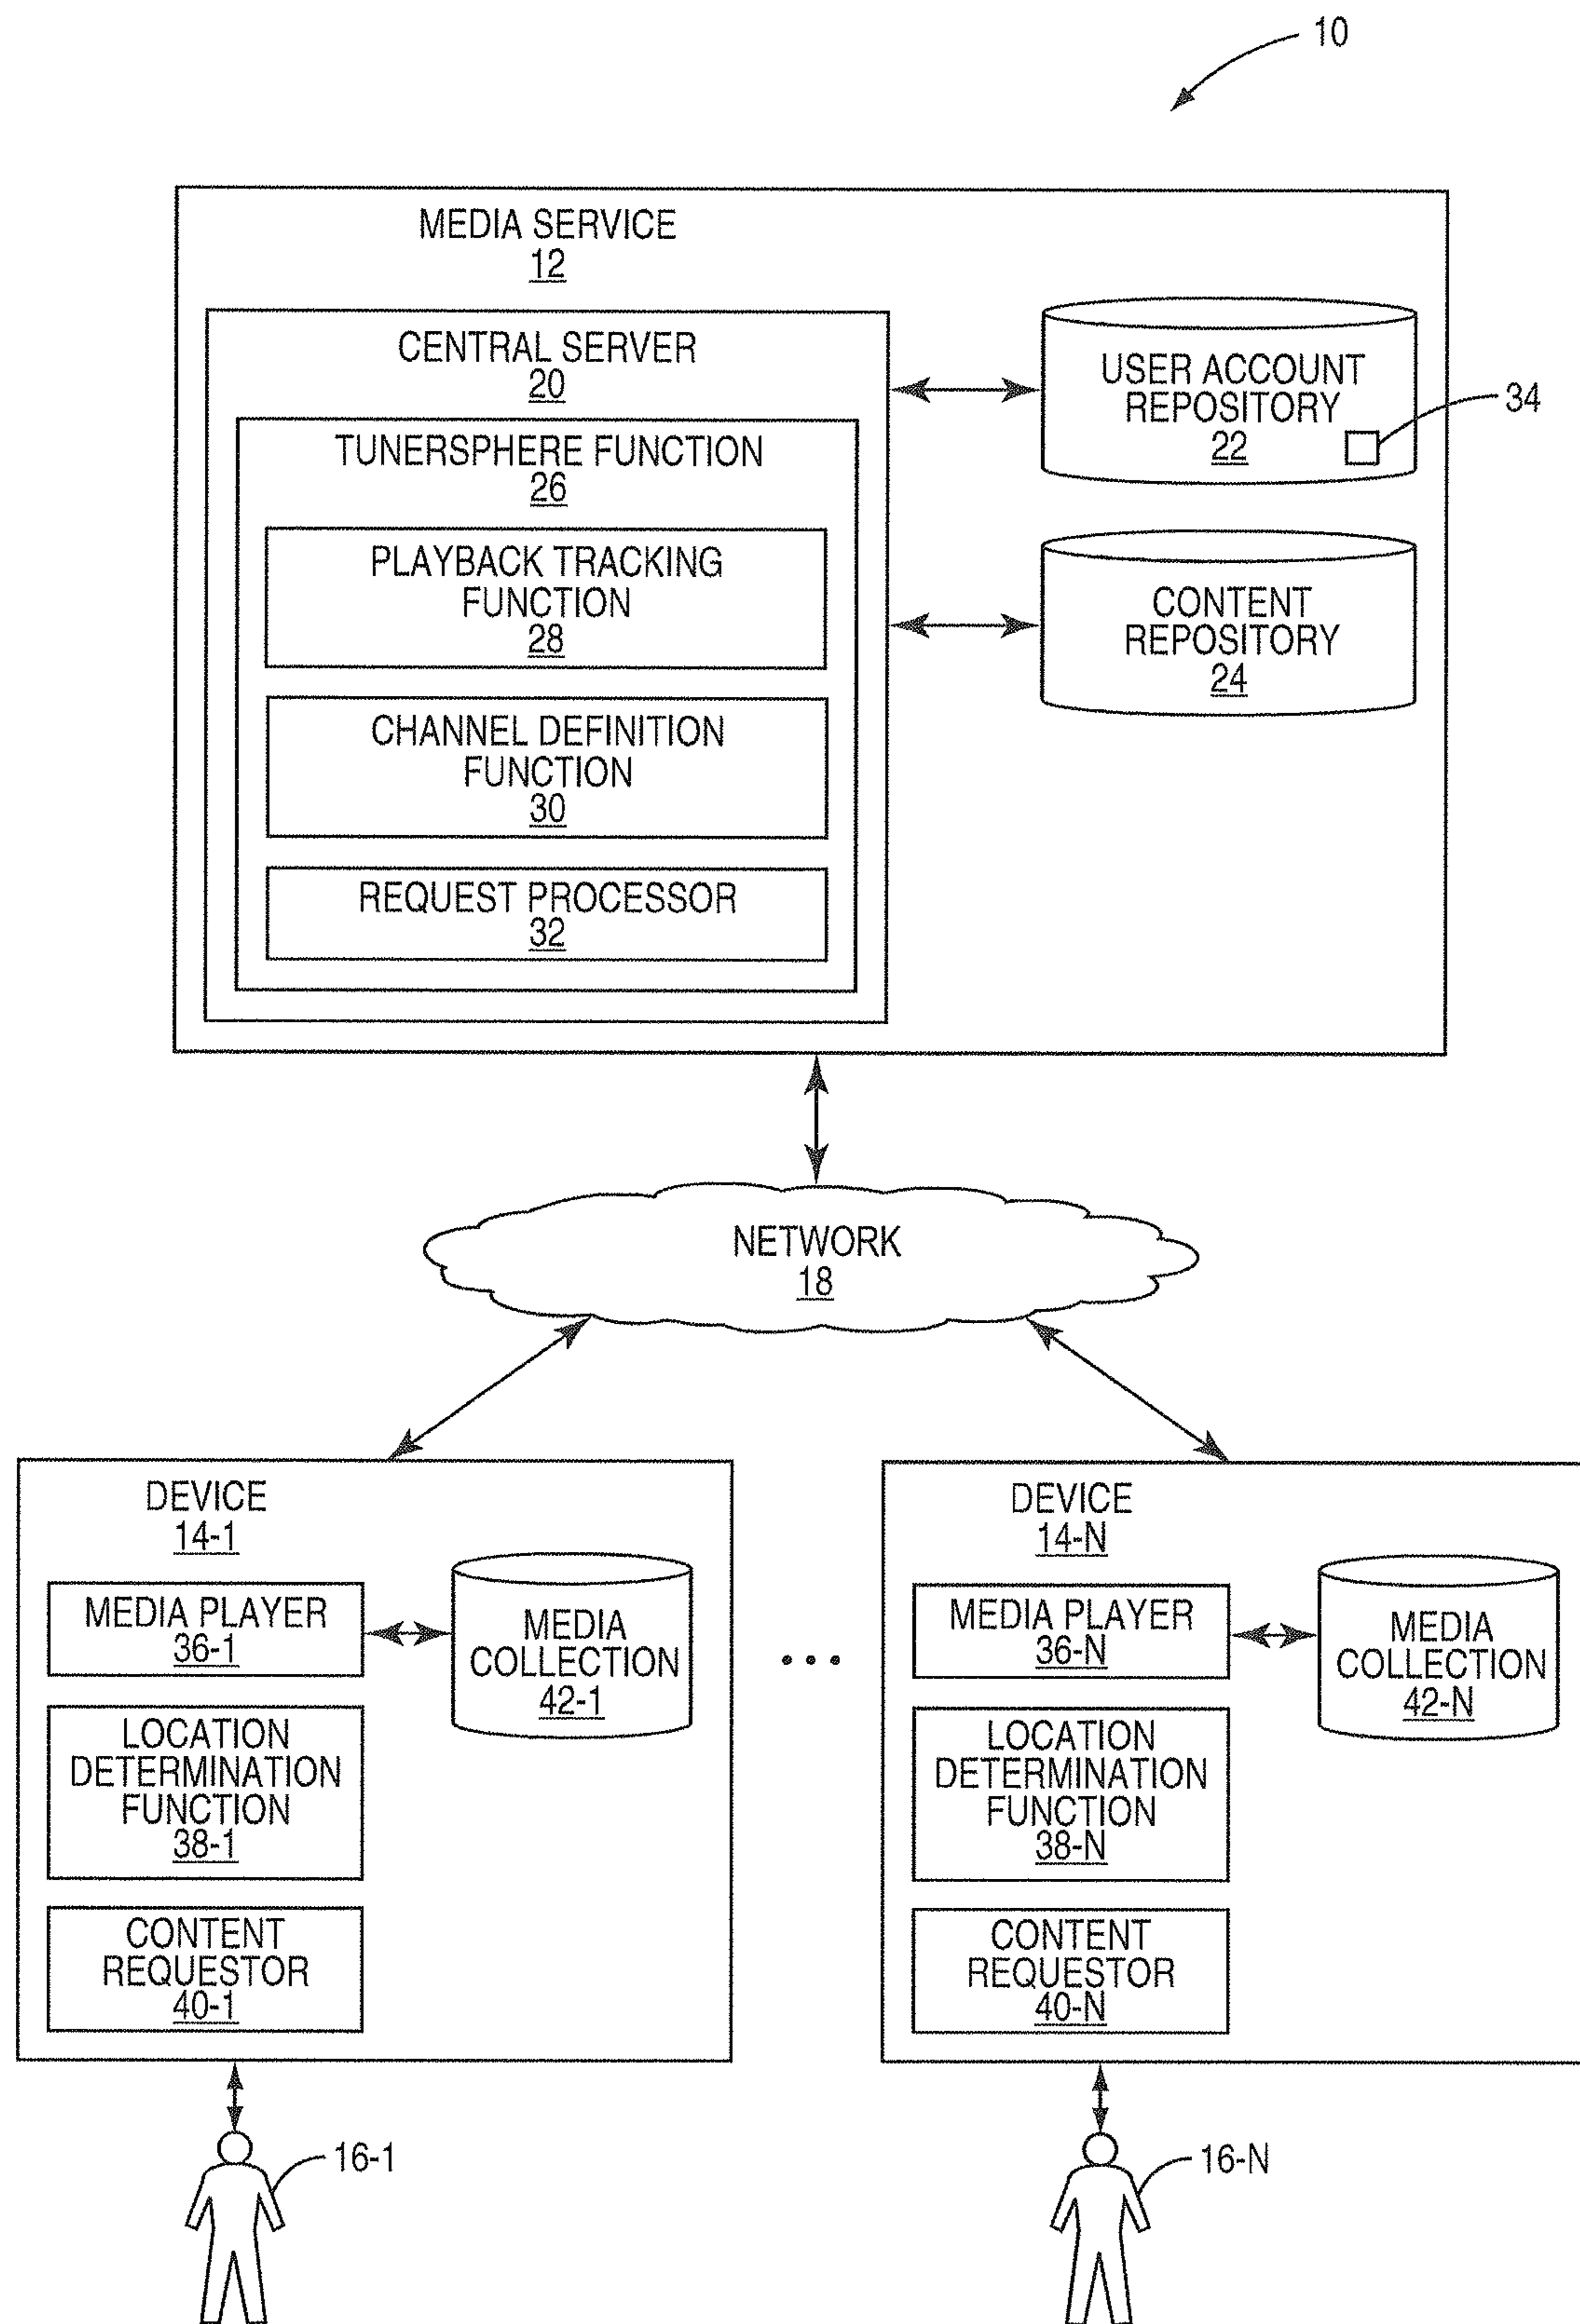 10
MEDIA SERVICE
12
CENTRAL SERVER
20
TUNERSPHERE FUNCTION
26
PLAYBACK TRACKING
FUNCTION
28
CHANNEL DEFINITION
FUNCTION
30
REQUEST PROCESSOR
32
USER ACCOUNT
REPOSITORY
22
34
CONTENT
REPOSITORY
24
NETWORK
18
DEVICE
14-1
MEDIA PLAYER
36-1
MEDIA
COLLECTION
42-1
LOCATION
DETERMINATION
FUNCTION
38-1
CONTENT
REQUESTOR
40-1
16-1
• • •
DEVICE
14-N
MEDIA PLAYER
36-N
MEDIA
COLLECTION
42-N
LOCATION
DETERMINATION
FUNCTION
38-N
CONTENT
REQUESTOR
40-N
16-N